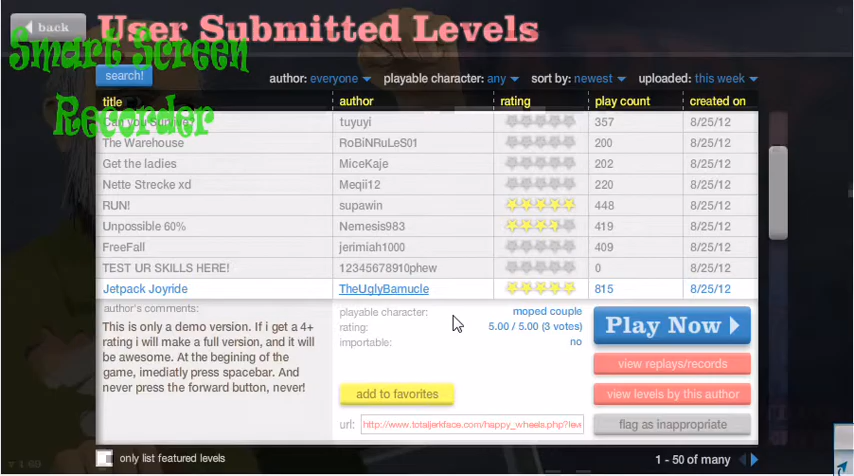 back
User Submitted Levels
Smart Screen
Recorder
search!
author: everyone playable character: any sort by: newest uploaded: this week
title author rating play count created on
Can you Survive tuyuyi 357 8/25/12
The Warehouse RoBiNRuLeS01 200 8/25/12
Get the ladies MiceKaje 202 8/25/12
Nette Strecke xd Meqii12 220 8/25/12
RUN! supawin 448 8/25/12
Unpossible 60% Nemesis983 419 8/25/12
FreeFall jerimiah1000 409 8/25/12
TEST UR SKILLS HERE! 12345678910phew 0 8/25/12
Jetpack Joyride TheUglyBarnucle 815 8/25/12
author's comments:
This is only a demo version. If i get a 4+
rating i will make a full version, and it will
be awesome. At the begining of the
game, imediatly press spacebar. And
never press the forward button, never!
playable character: moped couple
rating: 5.00 / 5.00 (3 votes)
importable: no
add to favorites
url: http://www.totaljerkface.com/happy_wheels.php?lev
Play Now
view replays/records
view levels by this author
flag as inappropriate
only list featured levels
1 - 50 of many